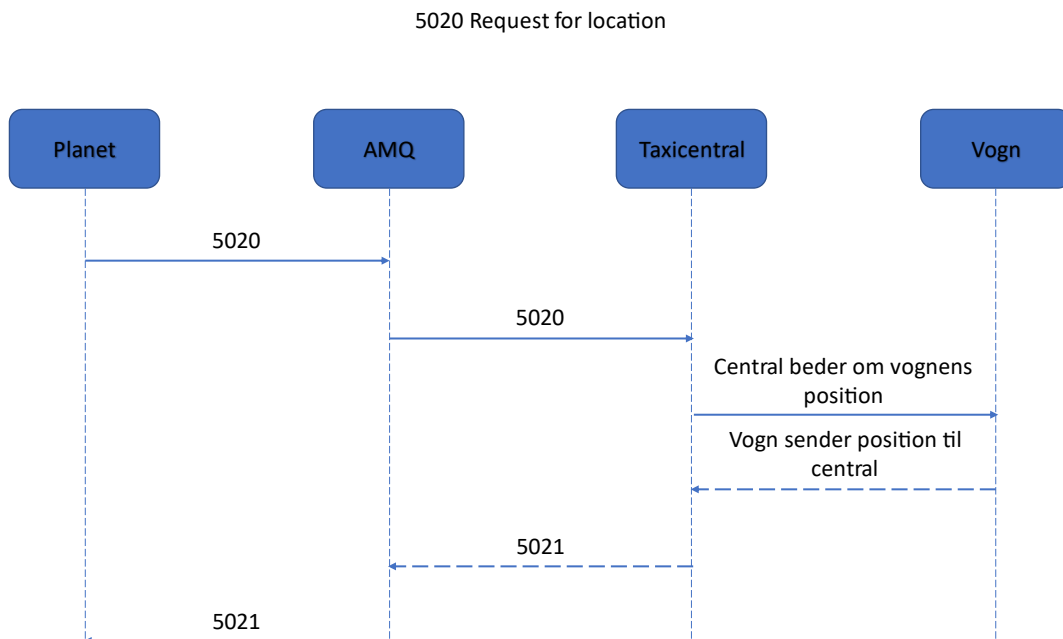 5020 Request for location
Planet
AMQ
Taxicentral
Vogn
5020
5020
Central beder om vognens
position
Vogn sender position til
central
5021
5021